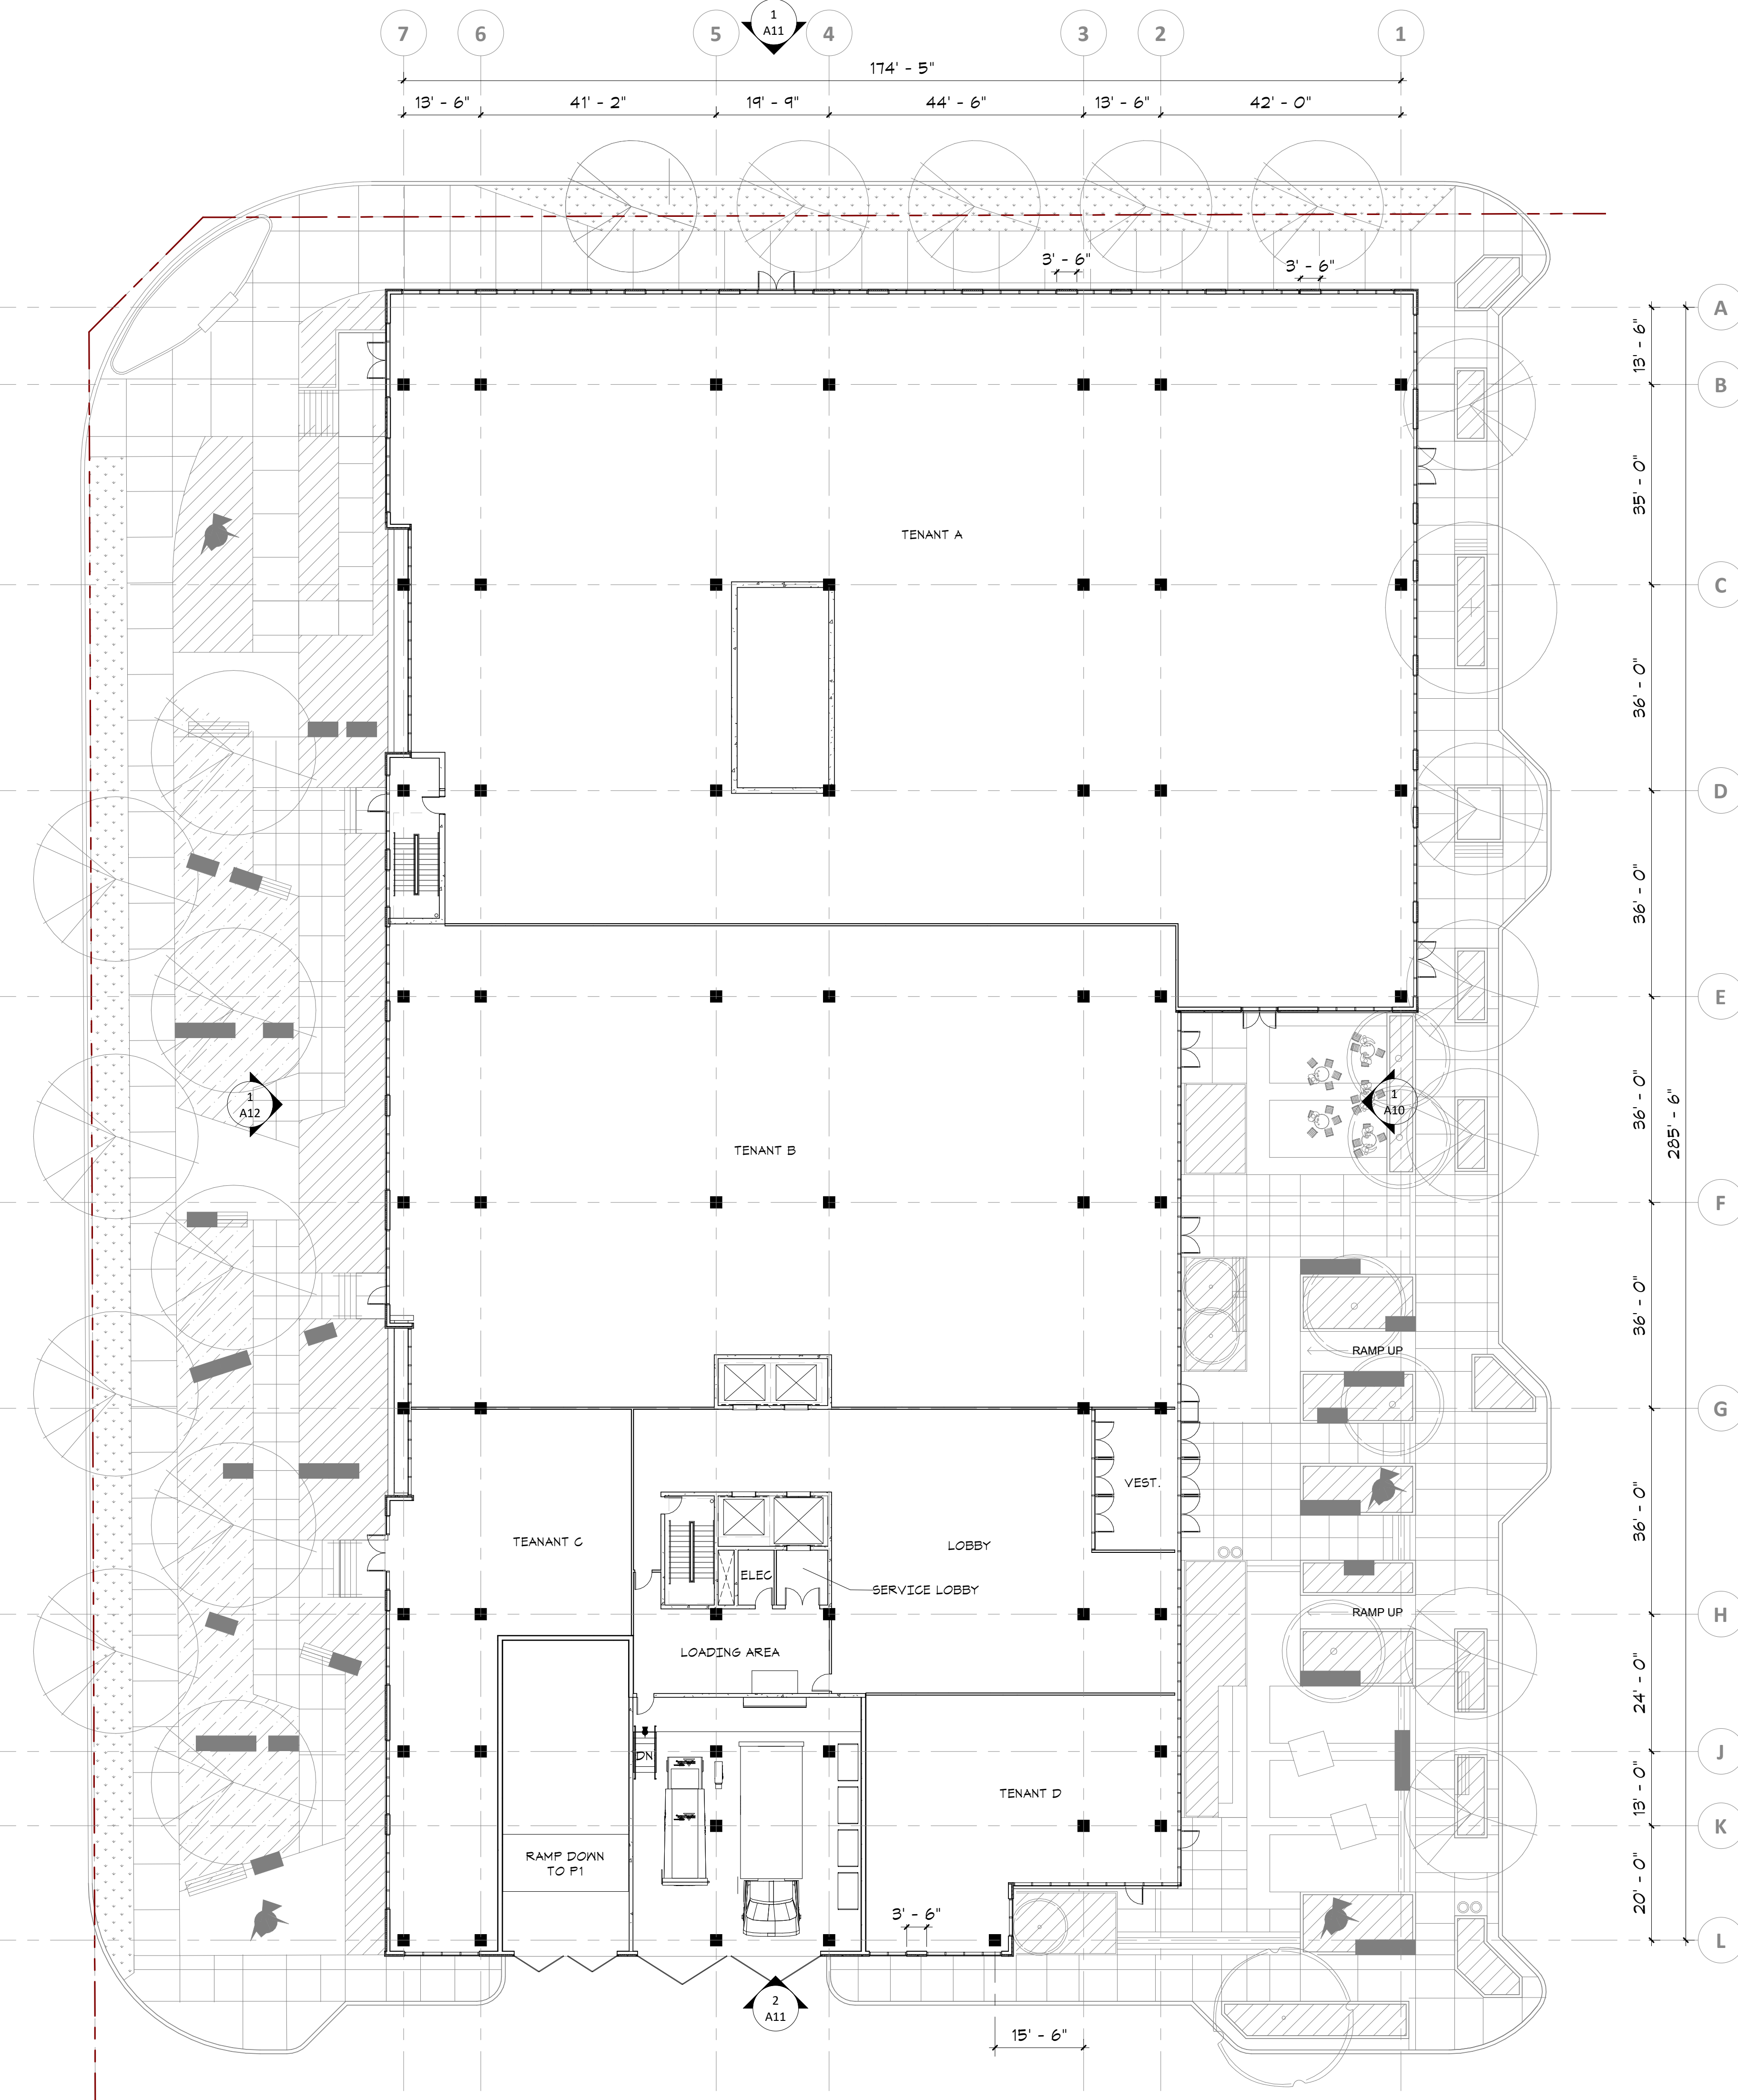 1
A11
7
6
5
4
3
2
1
174' - 5"
13' - 6"
41' - 2"
19' - 9"
44' - 6"
13' - 6"
42' - 0"
3' - 6"
3' - 6"
A
13' - 6"
B
35' - 0"
TENANT A
C
36' - 0"
D
36' - 0"
E
1
A12
1
A10
36' - 0"
285' - 6"
TENANT B
F
36' - 0"
RAMP UP
G
VEST.
36' - 0"
TEANANT C
LOBBY
ELEC
SERVICE LOBBY
RAMP UP
H
LOADING AREA
24' - 0"
DN
J
TENANT D
13' - 0"
K
RAMP DOWN
TO P1
20' - 0"
3' - 6"
L
2
A11
15' - 6"